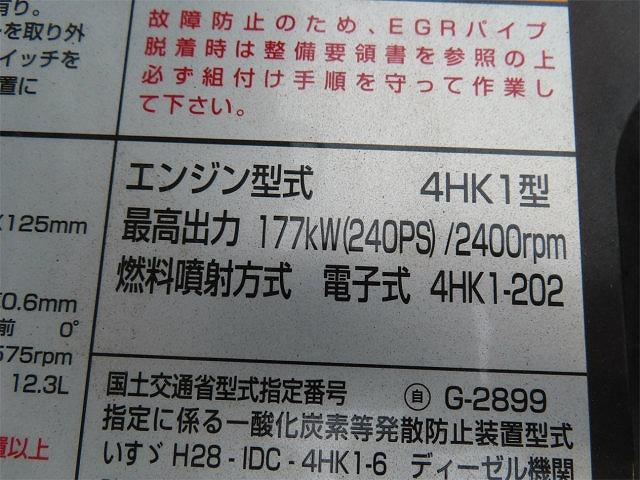 有り。
を取り外
イッチを
置に
X125mm
0.6mm
前 0°
575rpm
12.3L
置以上
故障防止のため、EGRパイプ
脱着時は整備要領書を参照の上
必ず組付け手順を守って作業し
て下さい。
エンジン型式 4HK1型
最高出力 177kW(240PS)/2400rpm
燃料噴射方式 電子式 4HK1-202
国土交通省型式指定番号 ㉂ G-2899
指定に係る一酸化炭素等発散防止装置型式
いすゞ H28-IDC-4HK1-6 ディーゼル機関